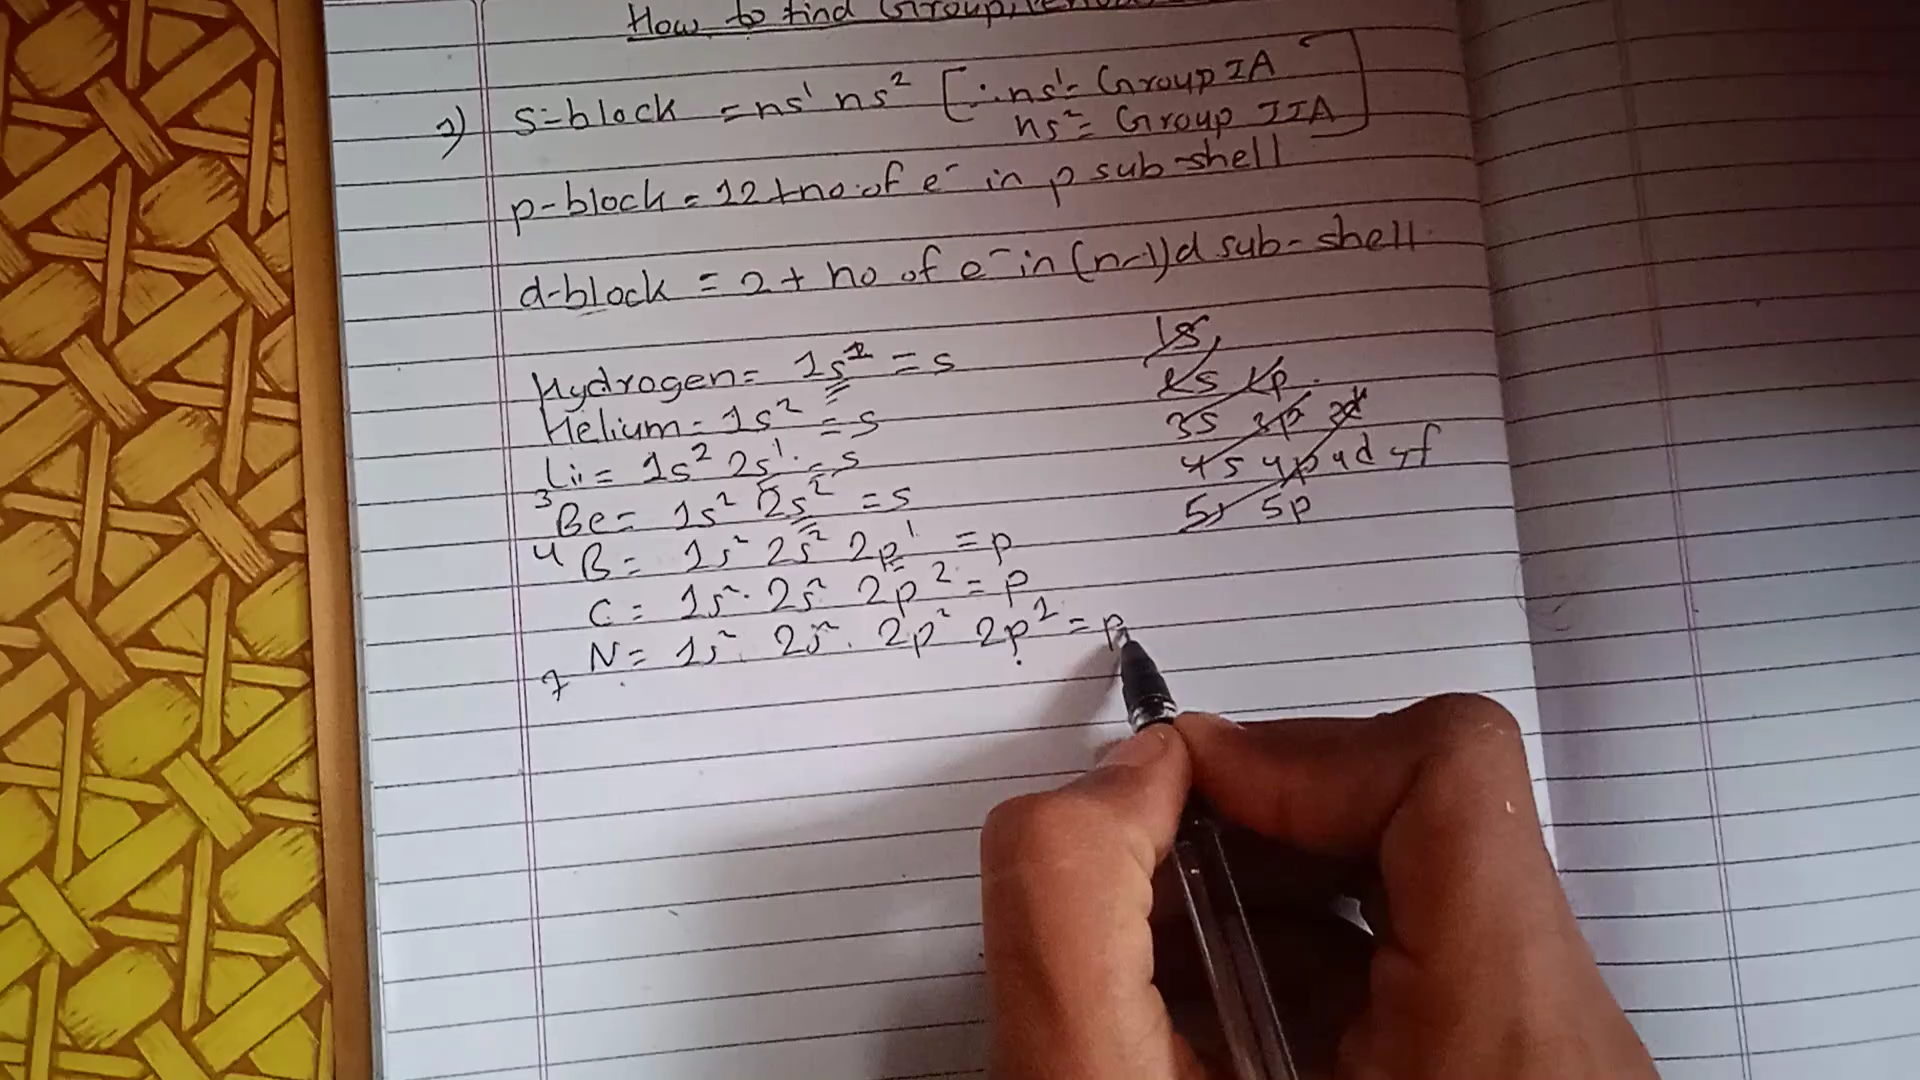 How to find Group,
1) s-block = ns¹ ns² [∵ ns¹ = Group IA
ns² = Group IIA]
p-block = 12 + no. of e⁻ in p sub-shell
d-block = 2 + no of e⁻ in (n-1)d sub-shell
Hydrogen = 1s¹ = s
Helium = 1s² = s
3 Li = 1s² 2s¹ = s
4 Be = 1s² 2s² = s
B = 1s² 2s² 2p¹ = p
C = 1s² 2s² 2p² = p
7 N = 1s² 2s² 2p² 2p¹ = p
1s
2s 2p
3s 3p 3d
4s 4p 4d 4f
5s 5p